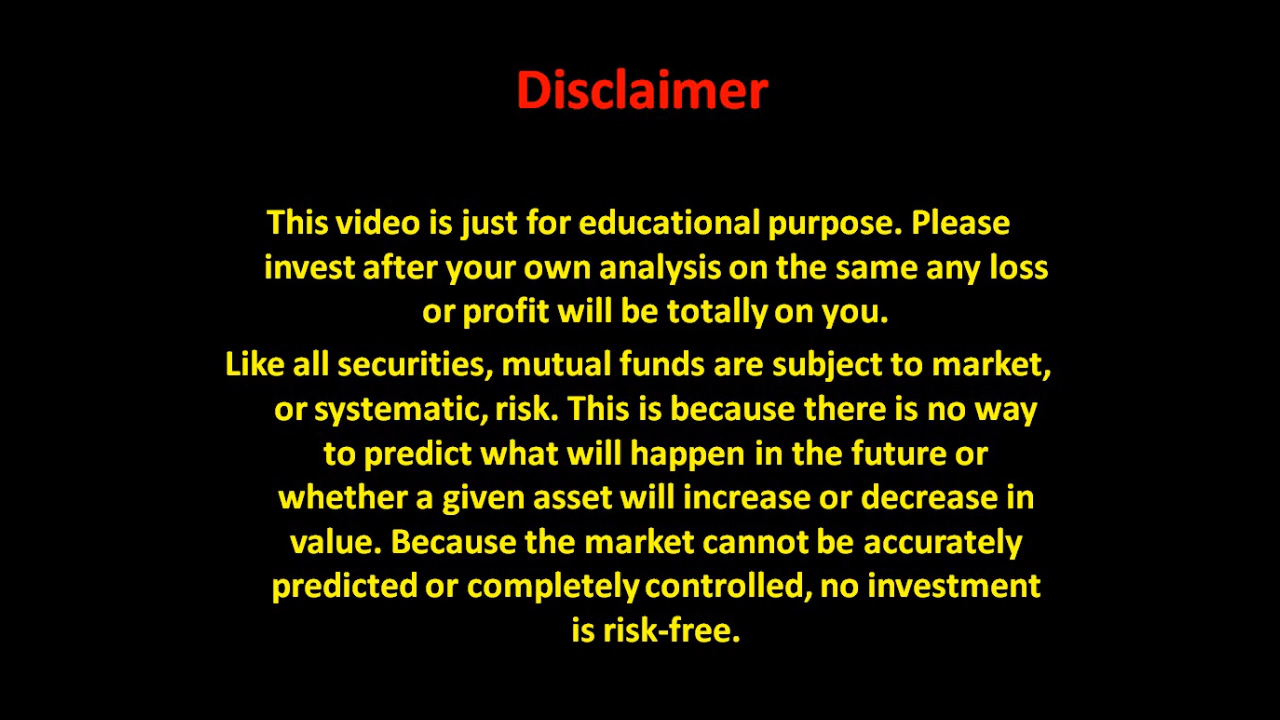 Disclaimer
This video is just for educational purpose. Please
invest after your own analysis on the same any loss
or profit will be totally on you.
Like all securities, mutual funds are subject to market,
or systematic, risk. This is because there is no way
to predict what will happen in the future or
whether a given asset will increase or decrease in
value. Because the market cannot be accurately
predicted or completely controlled, no investment
is risk-free.